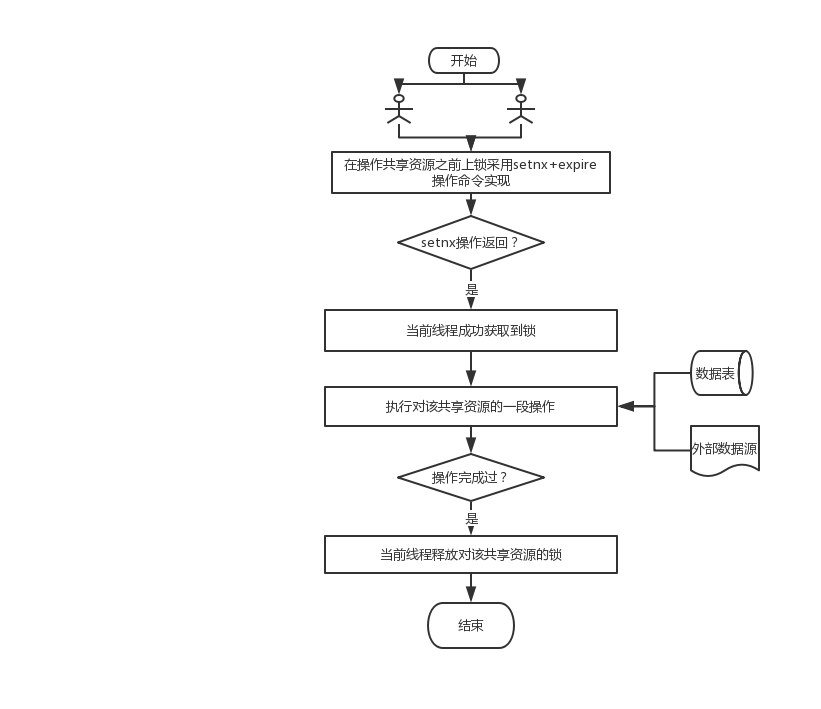 开始
在操作共享资源之前上锁采用setnx+expire
操作命令实现
setnx操作返回？
是
当前线程成功获取到锁
数据表
执行对该共享资源的一段操作
外部数据源
操作完成过？
是
当前线程释放对该共享资源的锁
结束